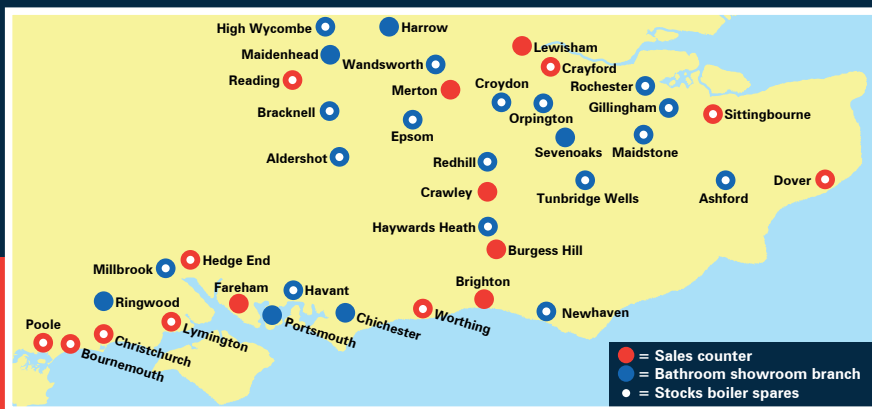 High Wycombe
Harrow
Maidenhead
Lewisham
Wandsworth
Crayford
Reading
Merton
Croydon
Rochester
Bracknell
Gillingham
Sittingbourne
Epsom
Orpington
Sevenoaks
Maidstone
Aldershot
Redhill
Crawley
Tunbridge Wells
Ashford
Dover
Haywards Heath
Burgess Hill
Hedge End
Millbrook
Fareham
Havant
Brighton
Ringwood
Newhaven
Poole
Lymington
Portsmouth
Chichester
Worthing
Christchurch
Bournemouth
= Sales counter
= Bathroom showroom branch
= Stocks boiler spares